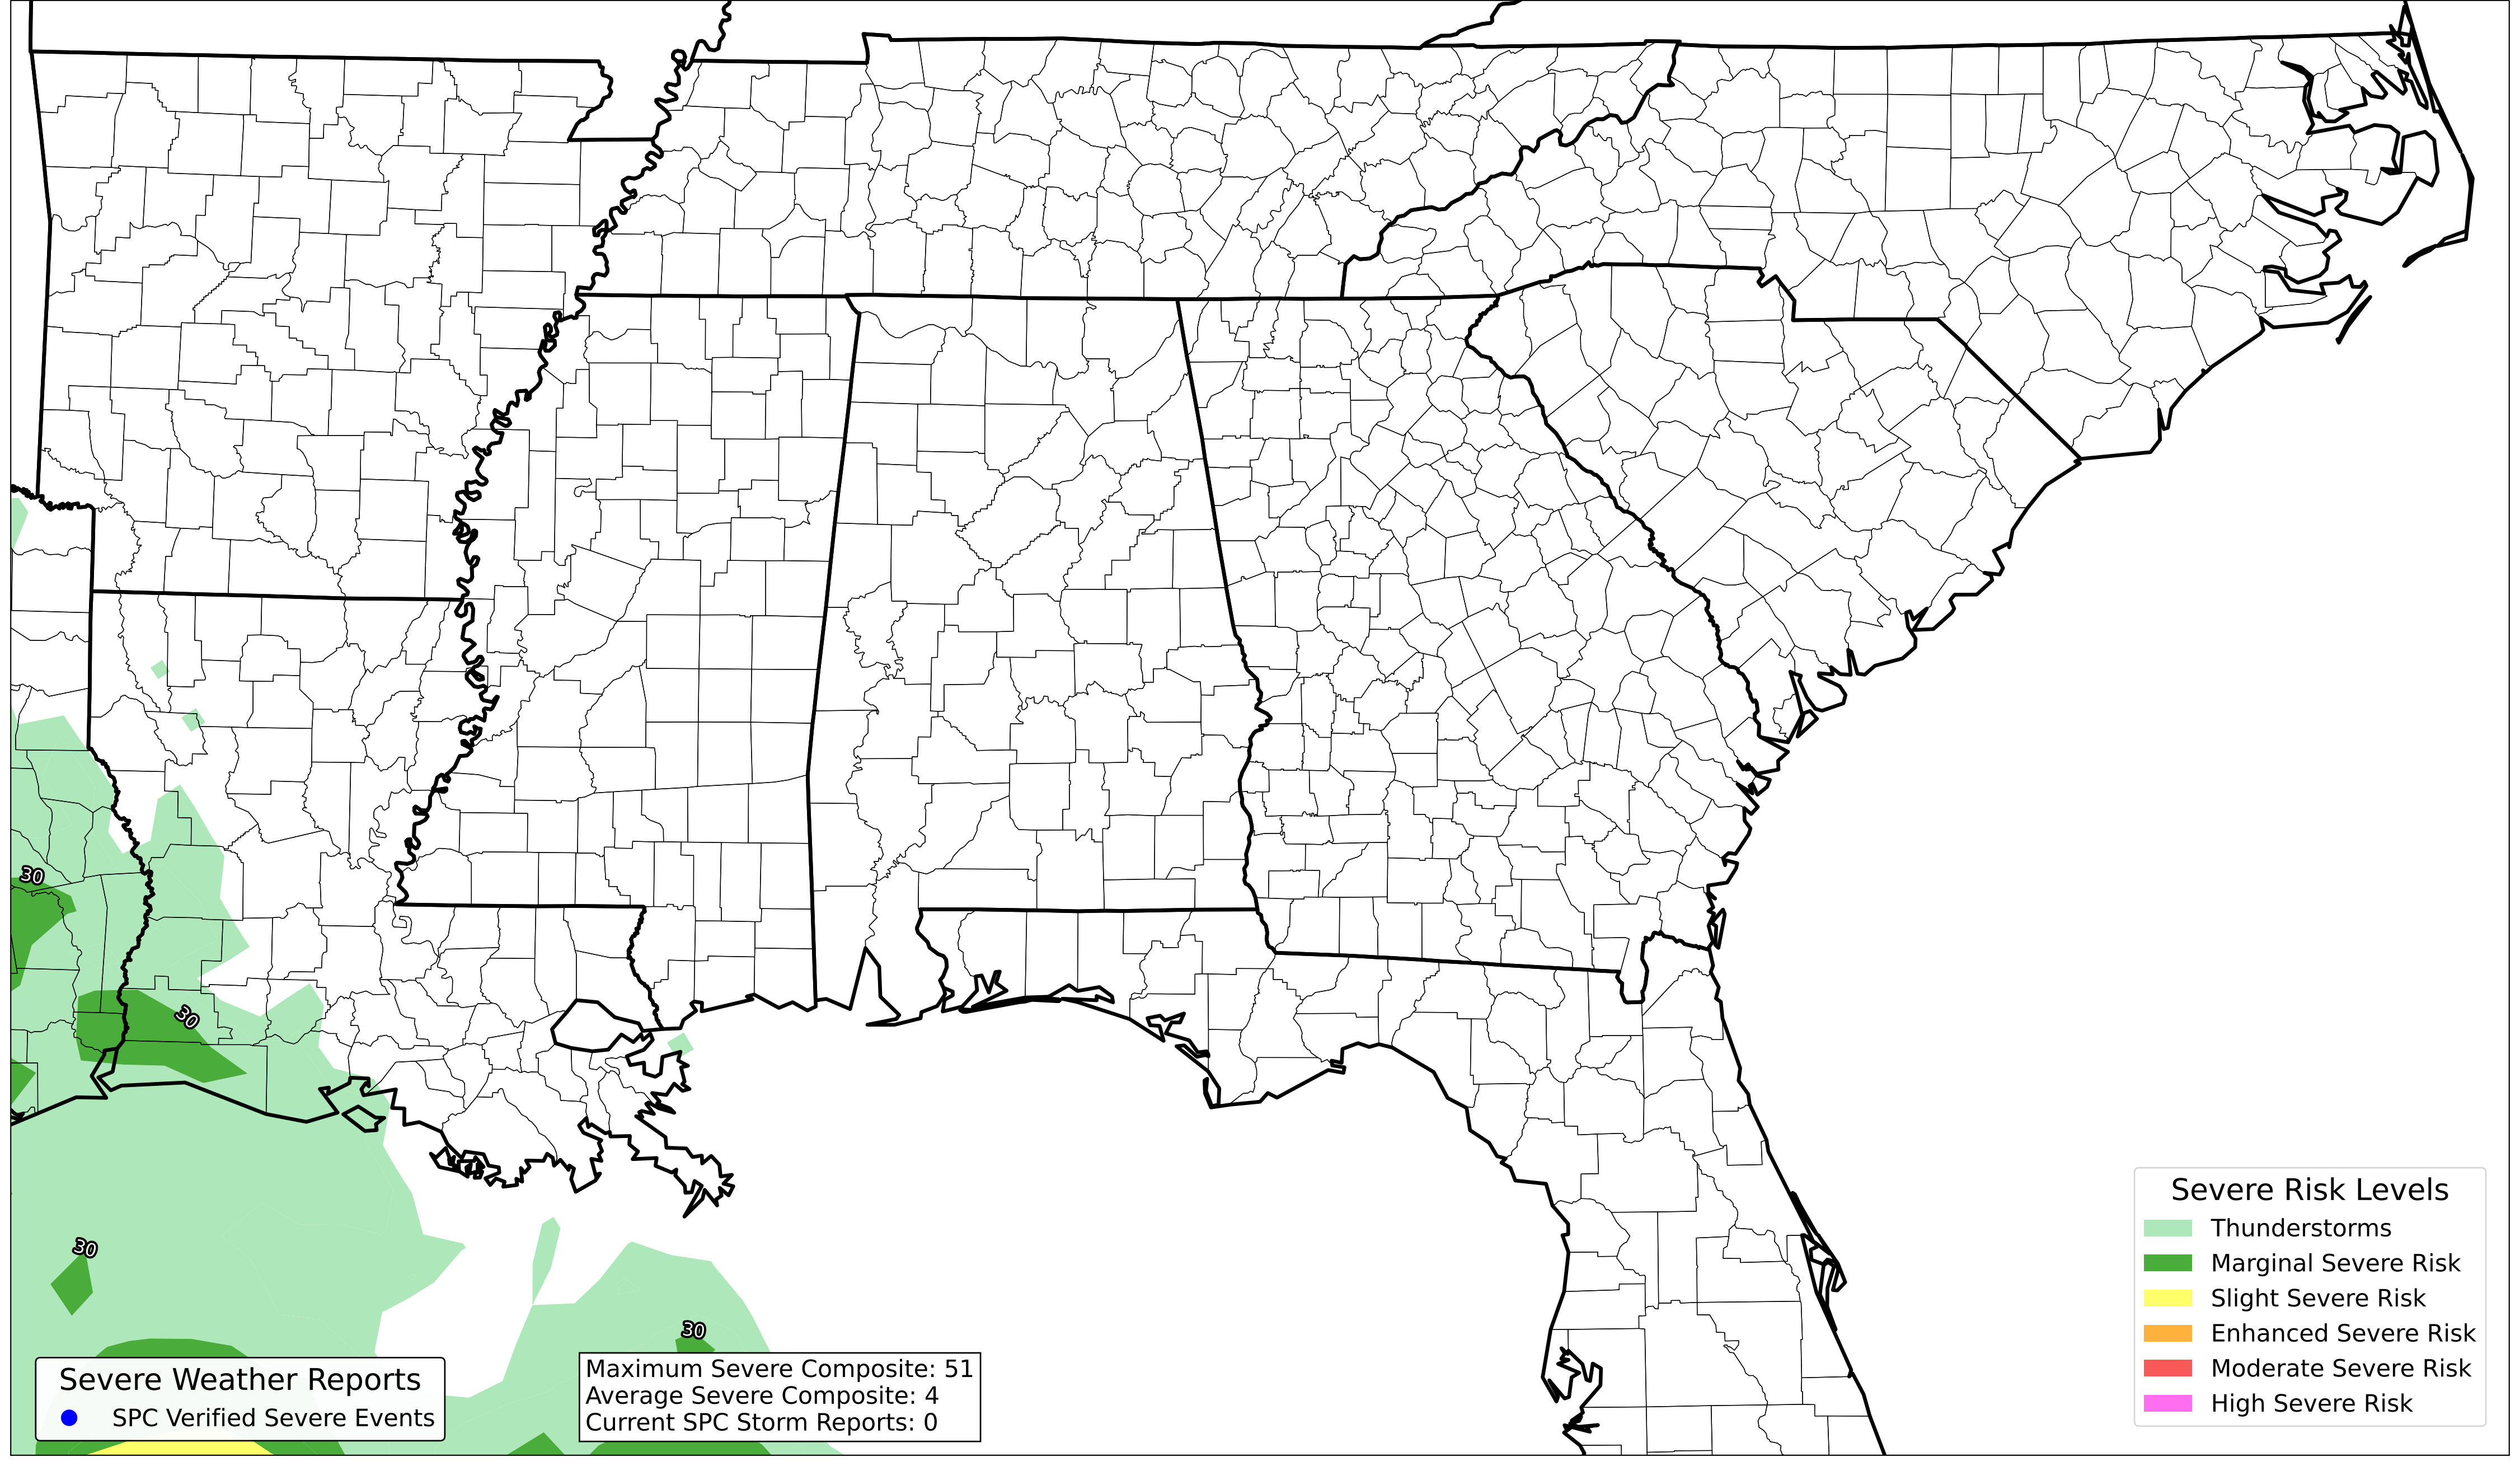 30
30
30
30
Severe Weather Reports
SPC Verified Severe Events
Maximum Severe Composite: 51
Average Severe Composite: 4
Current SPC Storm Reports: 0
Severe Risk Levels
Thunderstorms
Marginal Severe Risk
Slight Severe Risk
Enhanced Severe Risk
Moderate Severe Risk
High Severe Risk